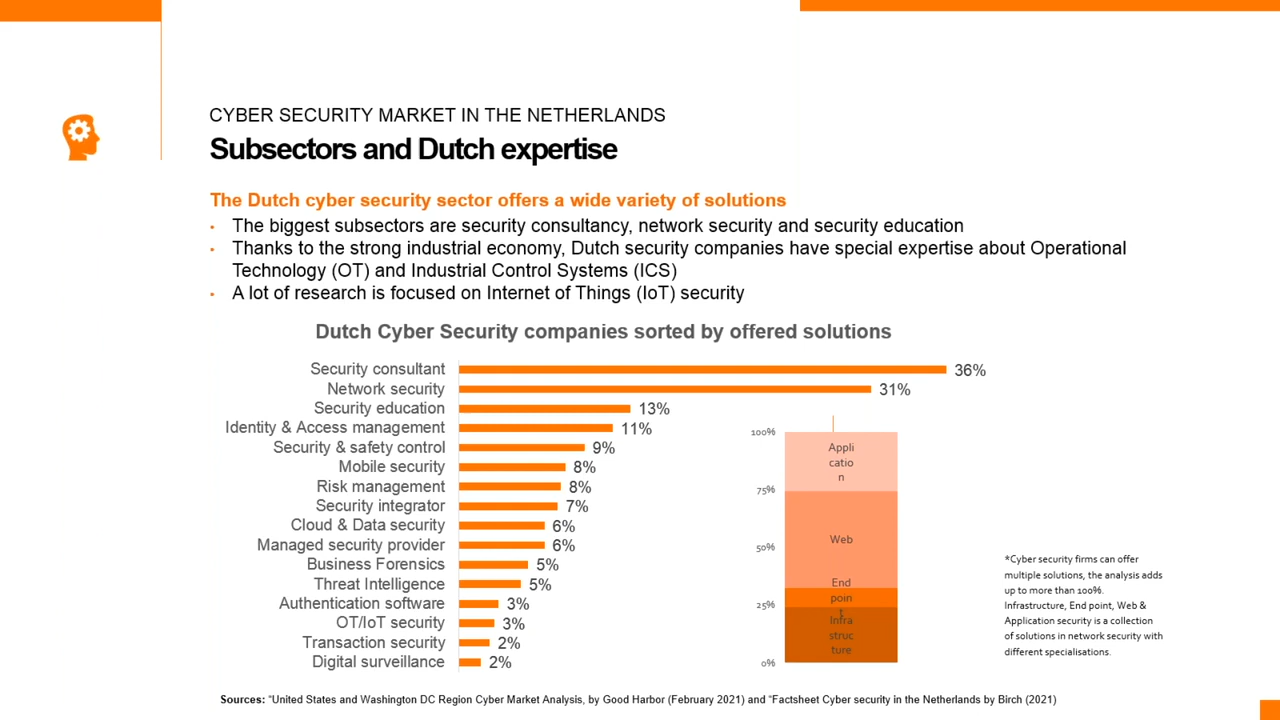 CYBER SECURITY MARKET IN THE NETHERLANDS
Subsectors and Dutch expertise
The Dutch cyber security sector offers a wide variety of solutions
• The biggest subsectors are security consultancy, network security and security education
• Thanks to the strong industrial economy, Dutch security companies have special expertise about Operational
Technology (OT) and Industrial Control Systems (ICS)
• A lot of research is focused on Internet of Things (IoT) security
Dutch Cyber Security companies sorted by offered solutions
Security consultant 36%
Network security 31%
Security education 13%
Identity & Access management 11%
Security & safety control 9%
Mobile security 8%
Risk management 8%
Security integrator 7%
Cloud & Data security 6%
Managed security provider 6%
Business Forensics 5%
Threat Intelligence 5%
Authentication software 3%
OT/IoT security 3%
Transaction security 2%
Digital surveillance 2%
100%
75%
50%
25%
0%
Appli
catio
n
Web
End
poin
t
Infra
struc
ture
*Cyber security firms can offer
multiple solutions, the analysis adds
up to more than 100%.
Infrastructure, End point, Web &
Application security is a collection
of solutions in network security with
different specialisations.
Sources: “United States and Washington DC Region Cyber Market Analysis, by Good Harbor (February 2021) and “Factsheet Cyber security in the Netherlands by Birch (2021)